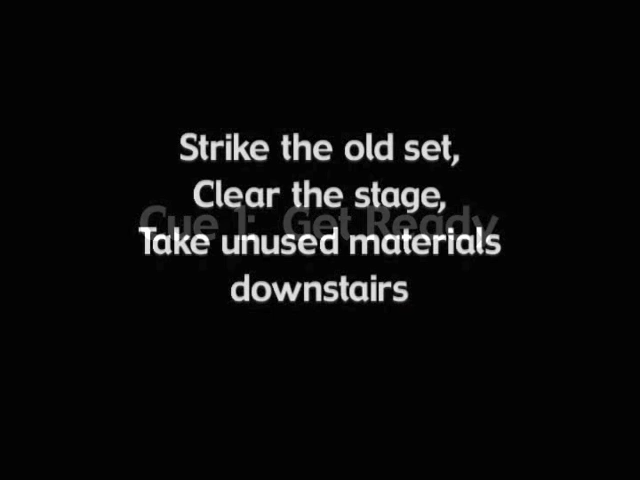 Strike the old set,
Clear the stage,
Cue 1: Get Ready
Take unused materials
downstairs